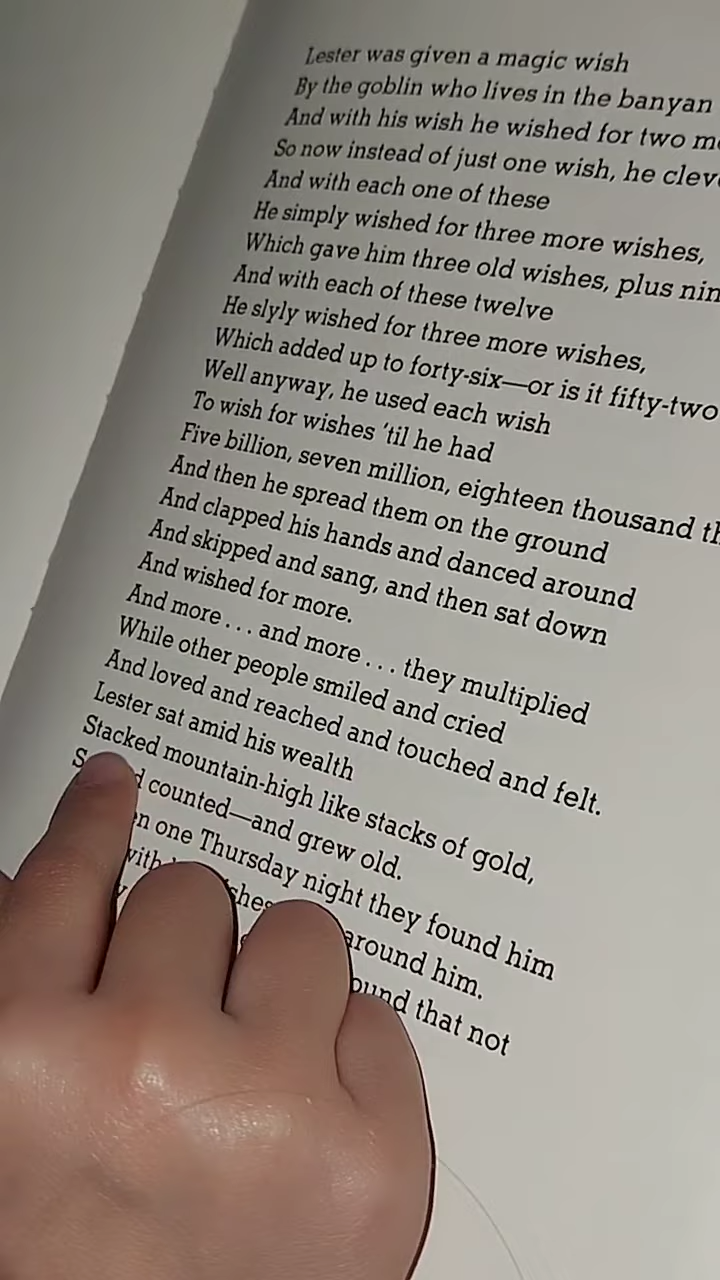 Lester was given a magic wish
By the goblin who lives in the banyan
And with his wish he wished for two
So now instead of just one wish, he
And with each one of these
He simply wished for three more wishes,
Which gave him three old wishes, plus
And with each of these twelve
He slyly wished for three more wishes,
Which added up to forty-six—or is it fifty-two
Well anyway, he used each wish
To wish for wishes ’til he had
Five billion, seven million, eighteen thousand
And then he spread them on the ground
And clapped his hands and danced around
And skipped and sang, and then sat down
And wished for more.
And more . . . and more . . . they multiplied
While other people smiled and cried
And loved and reached and touched and felt.
Lester sat amid his wealth
Stacked mountain-high like stacks of gold,
counted—and grew old.
one Thursday night they found him
around him.
that not